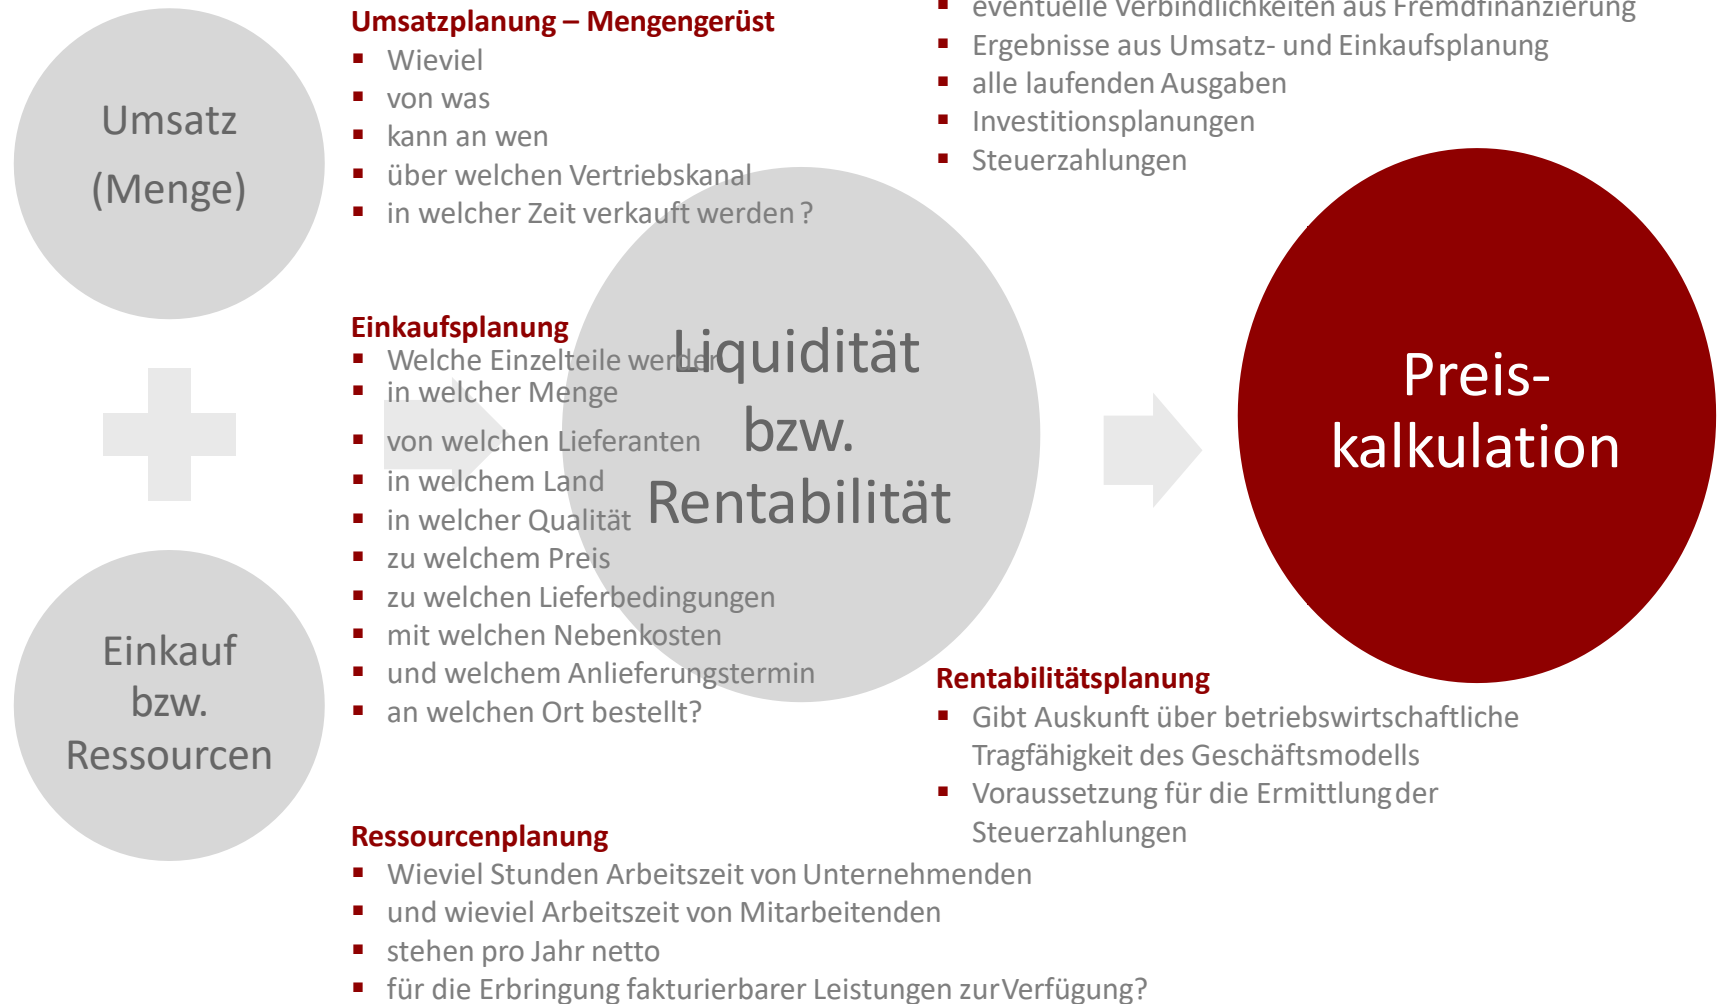 Umsatz
(Menge)
Umsatzplanung – Mengengerüst
▪ Wieviel
▪ von was
▪ kann an wen
▪ über welchen Vertriebskanal
▪ in welcher Zeit verkauft werden ?
▪ eventuelle Verbindlichkeiten aus Fremdfinanzierung
▪ Ergebnisse aus Umsatz- und Einkaufsplanung
▪ alle laufenden Ausgaben
▪ Investitionsplanungen
▪ Steuerzahlungen
Einkaufsplanung
▪ Welche Einzelteile werden
▪ in welcher Menge
▪ von welchen Lieferanten
▪ in welchem Land
▪ in welcher Qualität
▪ zu welchem Preis
▪ zu welchen Lieferbedingungen
▪ mit welchen Nebenkosten
▪ und welchem Anlieferungstermin
▪ an welchen Ort bestellt?
Liquidität
bzw.
Rentabilität
Preis-
kalkulation
Einkauf
bzw.
Ressourcen
Rentabilitätsplanung
▪ Gibt Auskunft über betriebswirtschaftliche
Tragfähigkeit des Geschäftsmodells
▪ Voraussetzung für die Ermittlung der
Steuerzahlungen
Ressourcenplanung
▪ Wieviel Stunden Arbeitszeit von Unternehmenden
▪ und wieviel Arbeitszeit von Mitarbeitenden
▪ stehen pro Jahr netto
▪ für die Erbringung fakturierbarer Leistungen zur Verfügung?